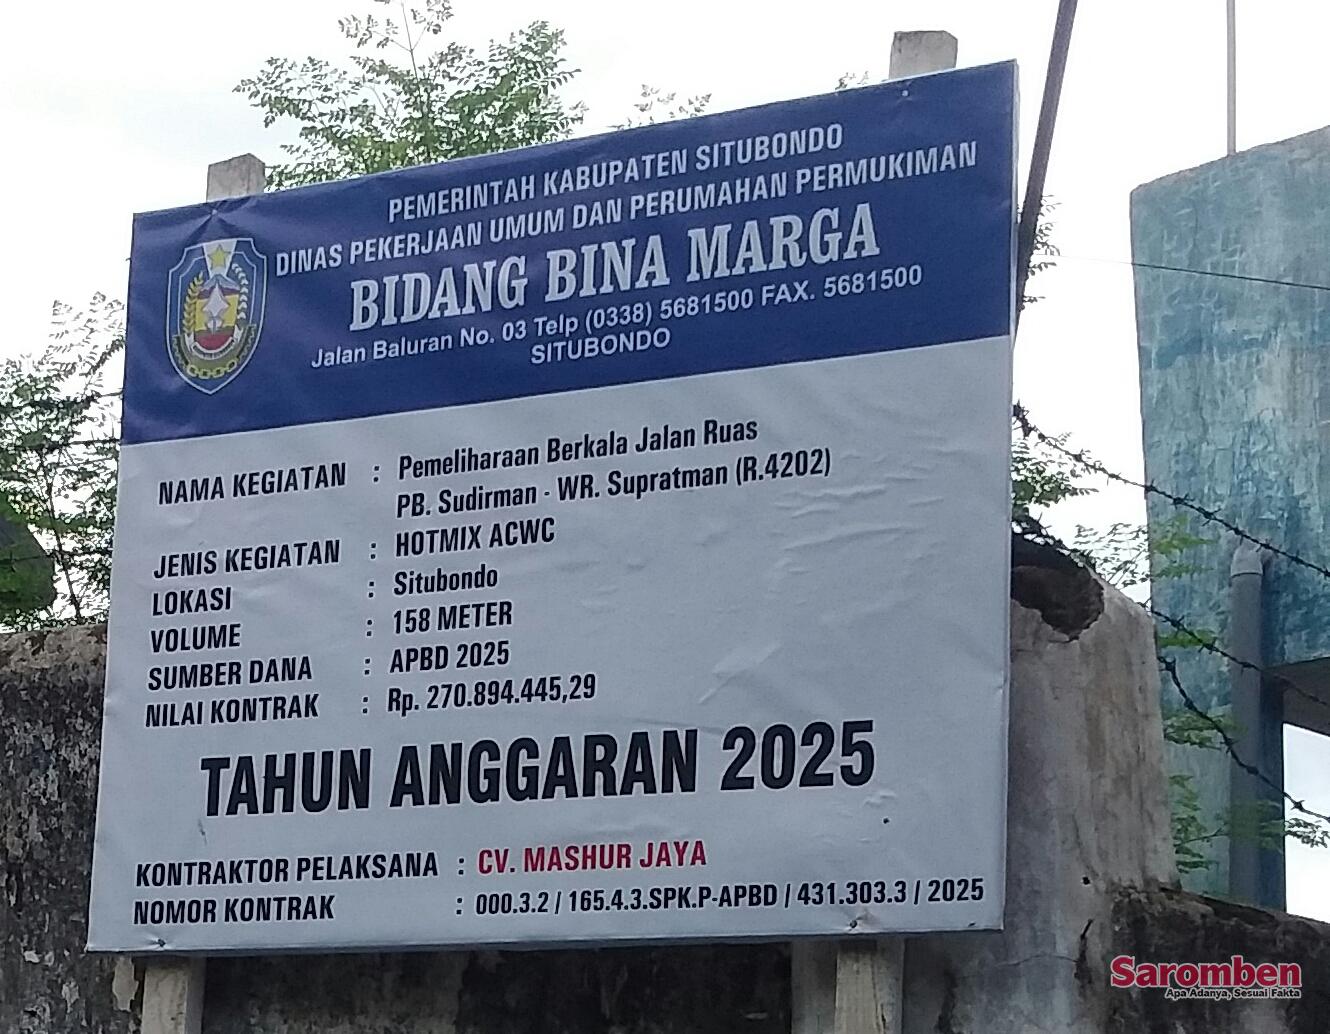 PEMERINTAH KABUPATEN SITUBONDO
DINAS PEKERJAAN UMUM DAN PERUMAHAN PERMUKIMAN
BIDANG BINA MARGA
Jalan Baluran No. 03 Telp (0338) 5681500 FAX. 5681500
SITUBONDO
NAMA KEGIATAN : Pemeliharaan Berkala Jalan Ruas
PB. Sudirman - WR. Supratman (R.4202)
JENIS KEGIATAN : HOTMIX ACWC
LOKASI : Situbondo
VOLUME : 158 METER
SUMBER DANA : APBD 2025
NILAI KONTRAK : Rp. 270.894.445,29
TAHUN ANGGARAN 2025
KONTRAKTOR PELAKSANA : CV. MASHUR JAYA
NOMOR KONTRAK : 000.3.2 / 165.4.3.SPK.P-APBD / 431.303.3 / 2025
Saromben
Apa Adanya, Sesuai Fakta